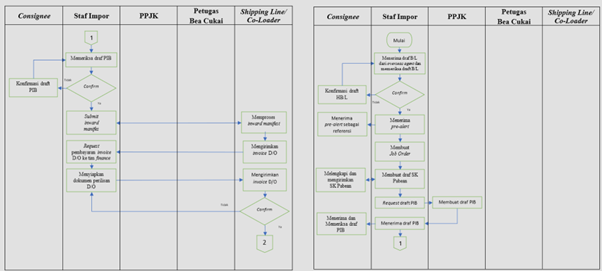 Consignee
Staf Impor
PPJK
Petugas
Bea Cukai
Shipping Line/
Co-Loader
1
Memeriksa draf PIB
Konfirmasi draft
PIB
Confirm
Tidak
Ya
Submit
inward
manifes
Memproses
inward manifest
Request
pembayaran invoice
D/O ke tim finance
Mengirimkan
invoice D/O
Menyiapkan
dokumen perilisan
D/O
Mengirimkan
invoice D/O
Confirm
Ya
2
Consignee
Staf Impor
PPJK
Petugas
Bea Cukai
Shipping Line/
Co-Loader
Mulai
Menerima draf B/L
dari overseas agent dan
memeriksa draft B/L
Konfirmasi draft
HB/L
Confirm
Tidak
Ya
Menerima
pre-alert sebagai
referensi
Menerima
pre-alert
Membuat
Job Order
Melengkapi dan
mengirimkan
SK Pabean
Membuat draf SK
Pabean
Request draft PIB
Membuat draf PIB
Menerima dan
Memeriksa draf
PIB
Menerima draf PIB
1